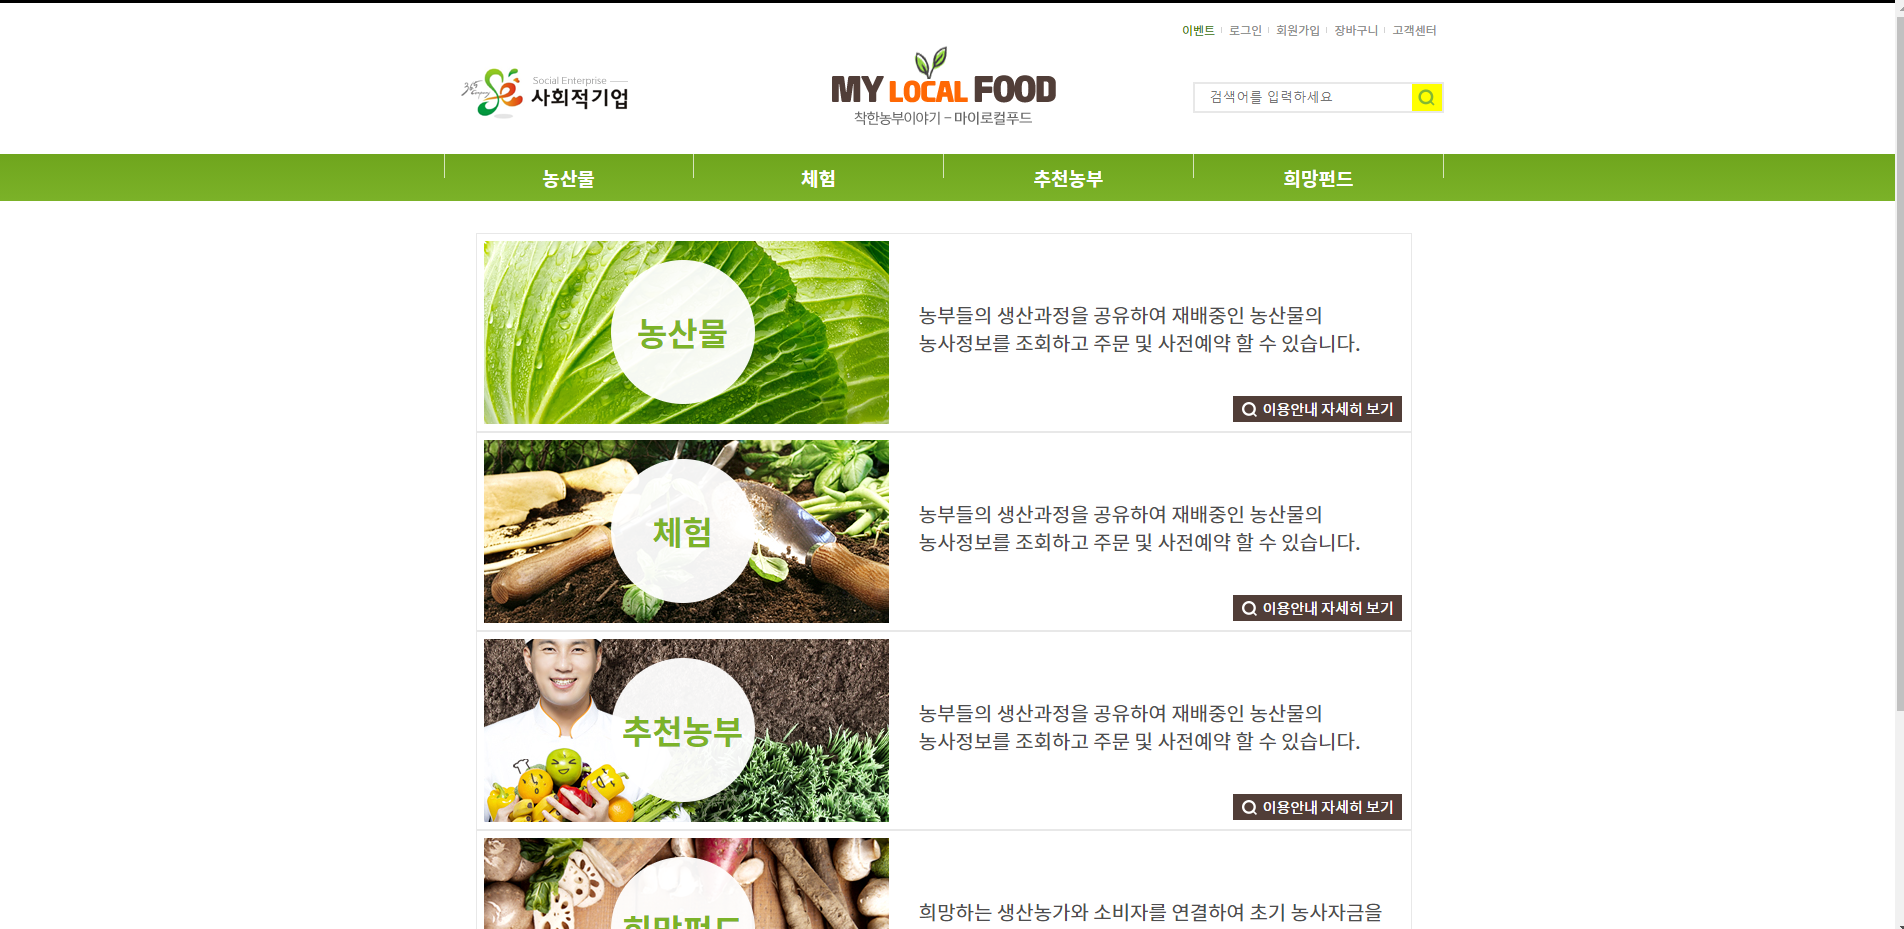 이벤트
로그인
회원가입
장바구니
고객센터
Social Enterprise
사회적기업
MY LOCAL FOOD
착한농부이야기 - 마이로컬푸드
검색어를 입력하세요
농산물
체험
추천농부
희망펀드
농산물
농부들의 생산과정을 공유하여 재배중인 농산물의
농사정보를 조회하고 주문 및 사전예약 할 수 있습니다.
이용안내 자세히 보기
체험
농부들의 생산과정을 공유하여 재배중인 농산물의
농사정보를 조회하고 주문 및 사전예약 할 수 있습니다.
이용안내 자세히 보기
추천농부
농부들의 생산과정을 공유하여 재배중인 농산물의
농사정보를 조회하고 주문 및 사전예약 할 수 있습니다.
이용안내 자세히 보기
희망펀드
희망하는 생산농가와 소비자를 연결하여 초기 농사자금을